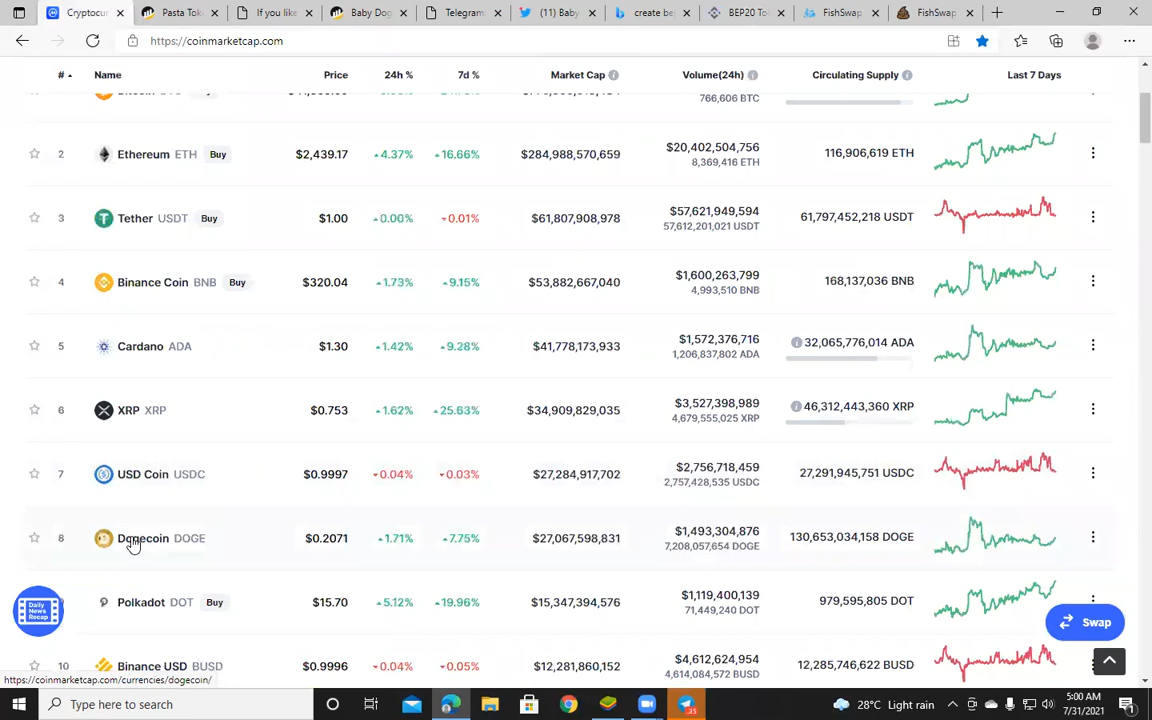 Cryptocur
Pasta Tok
If you like
Baby Dog
Telegram:
(11) Baby
create be
BEP20 To
FishSwap
FishSwap
https://coinmarketcap.com
# Name Price 24h % 7d % Market Cap Volume(24h) Circulating Supply Last 7 Days
766,606 BTC
2 Ethereum ETH Buy $2,439.17 4.37% 16.66% $284,988,570,659 $20,402,504,756 116,906,619 ETH
8,369,416 ETH
3 Tether USDT Buy $1.00 0.00% 0.01% $61,807,908,978 $57,621,949,594 61,797,452,218 USDT
57,612,201,021 USDT
4 Binance Coin BNB Buy $320.04 1.73% 9.15% $53,882,667,040 $1,600,263,799 168,137,036 BNB
4,993,510 BNB
5 Cardano ADA $1.30 1.42% 9.28% $41,778,173,933 $1,572,376,716 32,065,776,014 ADA
1,206,837,802 ADA
6 XRP XRP $0.753 1.62% 25.63% $34,909,829,035 $3,527,398,989 46,312,443,360 XRP
4,679,555,025 XRP
7 USD Coin USDC $0.9997 0.04% 0.03% $27,284,917,702 $2,756,718,459 27,291,945,751 USDC
2,757,428,535 USDC
8 Dogecoin DOGE $0.2071 1.71% 7.75% $27,067,598,831 $1,493,304,876 130,653,034,158 DOGE
7,208,057,654 DOGE
Polkadot DOT Buy $15.70 5.12% 19.96% $15,347,394,576 $1,119,400,139 979,595,805 DOT
71,449,240 DOT
Daily
News
Recap
Swap
10 Binance USD BUSD $0.9996 0.04% 0.05% $12,281,860,152 $4,612,624,954 12,285,746,622 BUSD
4,614,084,572 BUSD
https://coinmarketcap.com/currencies/dogecoin/
Type here to search
28°C Light rain
5:00 AM
7/31/2021